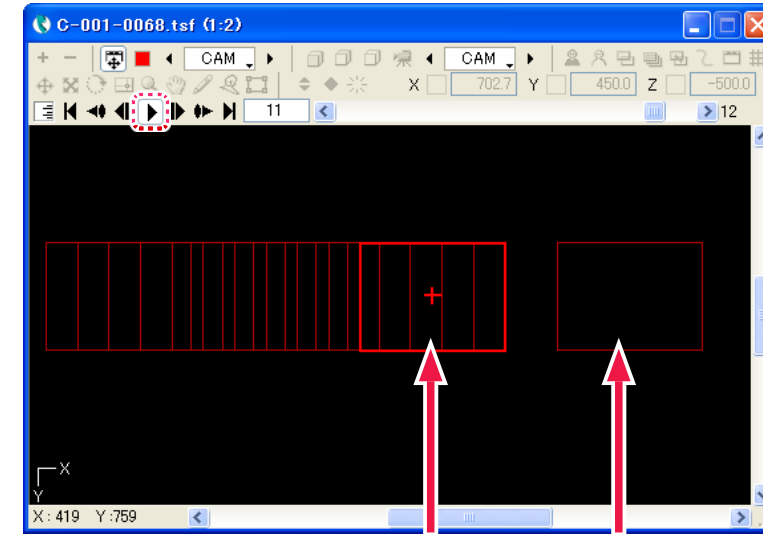 C-001-0068.tsf (1:2)
CAM CAM
X 702.7 Y 450.0 Z -500.0
11 12
X
Y
X:419 Y:759